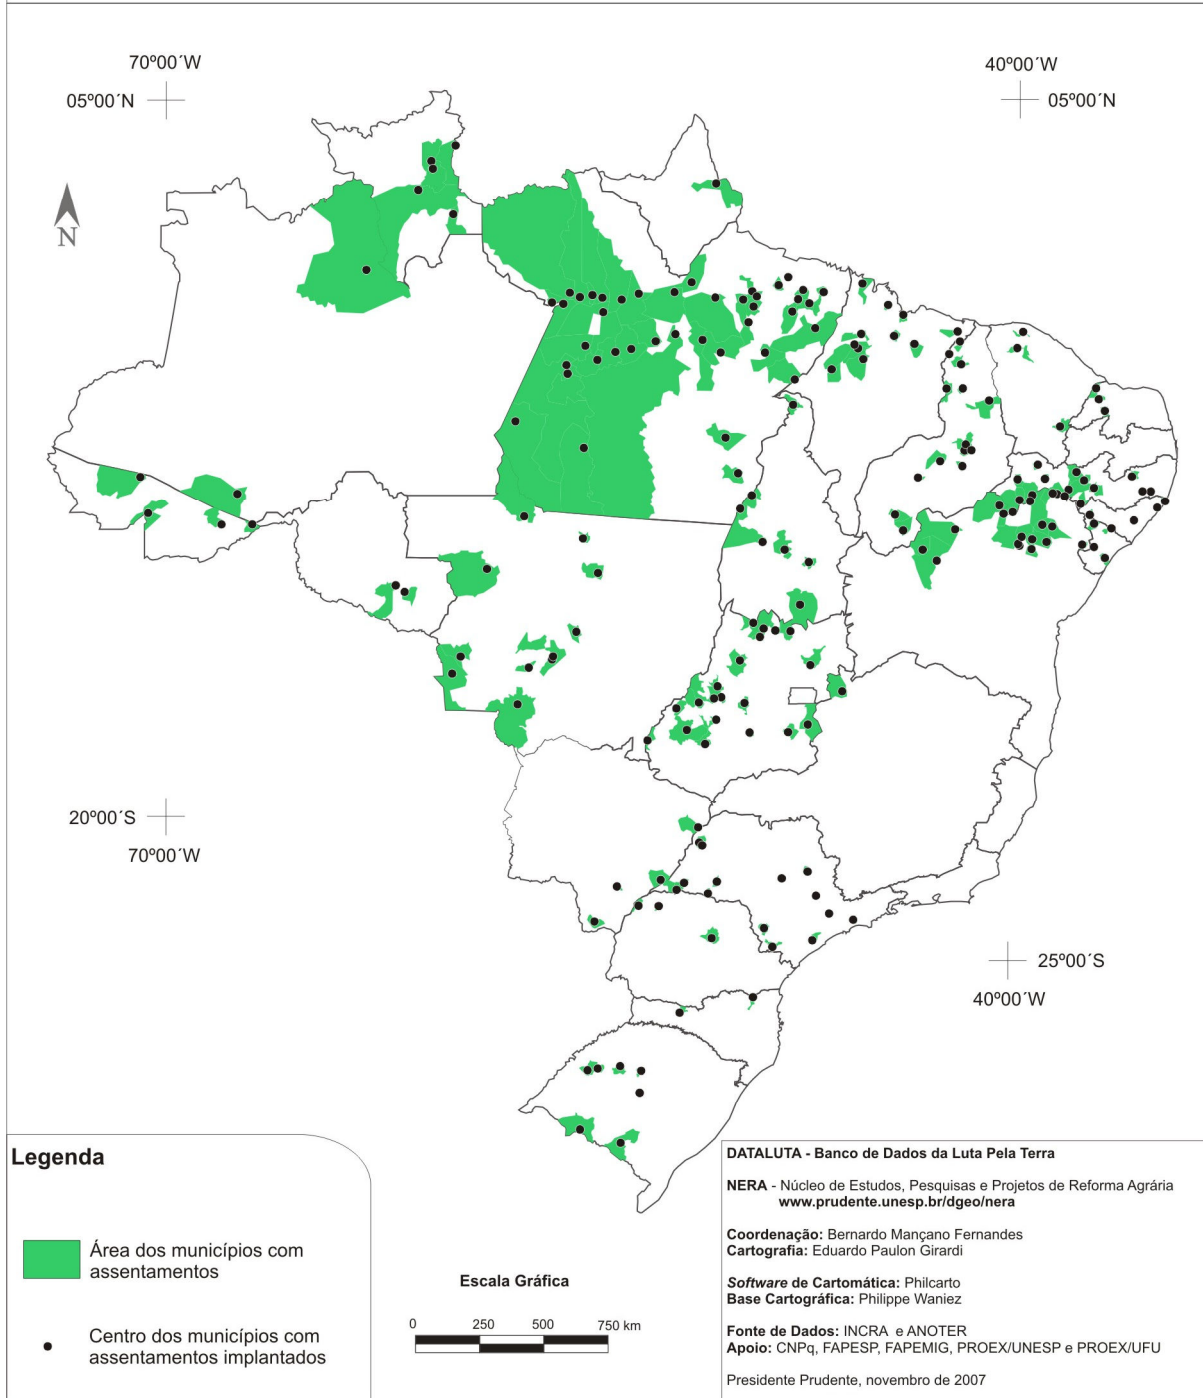 70º00´W
40º00´W
05º00´N
05º00´N
N
20º00´S
70º00´W
25º00´S
40º00´W
Legenda
Área dos municípios com
assentamentos
Centro dos municípios com
assentamentos implantados
Escala Gráfica
0 250 500 750 km
DATALUTA - Banco de Dados da Luta Pela Terra
NERA - Núcleo de Estudos, Pesquisas e Projetos de Reforma Agrária
www.prudente.unesp.br/dgeo/nera
Coordenação: Bernardo Mançano Fernandes
Cartografia: Eduardo Paulon Girardi
Software de Cartomática: Philcarto
Base Cartográfica: Philippe Waniez
Fonte de Dados: INCRA e ANOTER
Apoio: CNPq, FAPESP, FAPEMIG, PROEX/UNESP e PROEX/UFU
Presidente Prudente, novembro de 2007